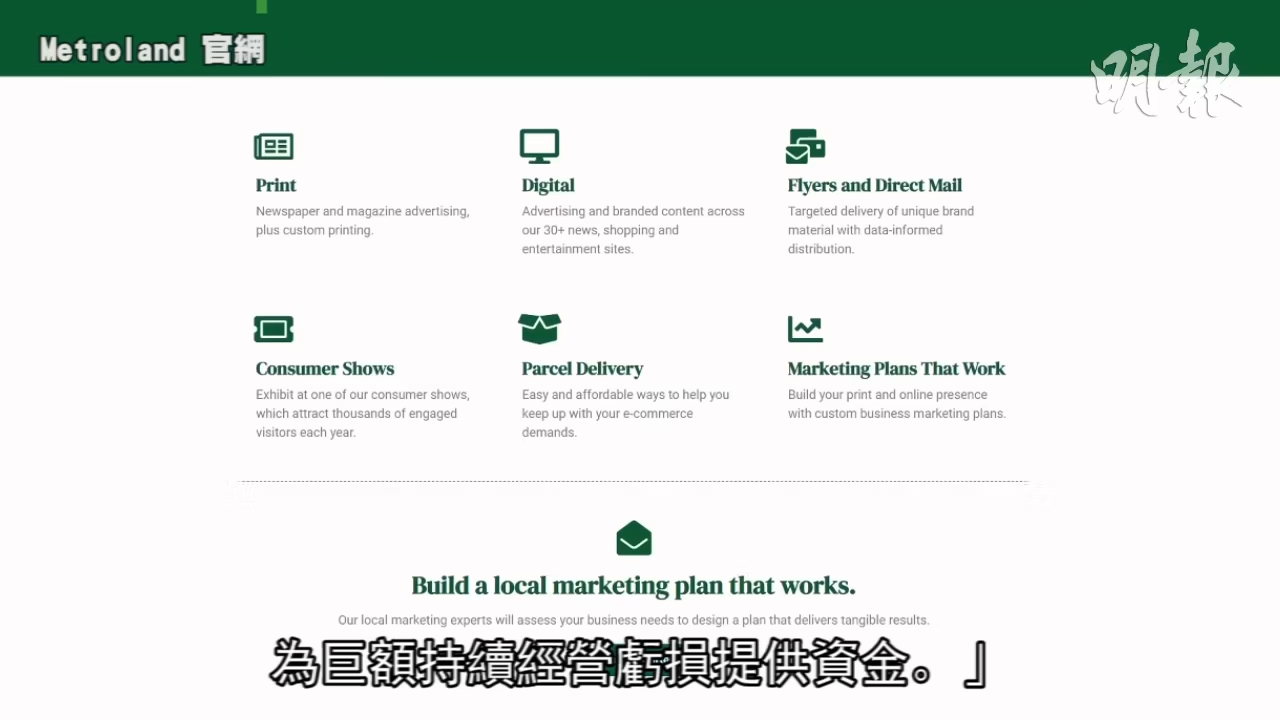 Metroland 官網
明報
Print
Newspaper and magazine advertising,
plus custom printing.
Digital
Advertising and branded content across
our 30+ news, shopping and
entertainment sites.
Flyers and Direct Mail
Targeted delivery of unique brand
material with data-informed
distribution.
Consumer Shows
Exhibit at one of our consumer shows,
which attract thousands of engaged
visitors each year.
Parcel Delivery
Easy and affordable ways to help you
keep up with your e-commerce
demands.
Marketing Plans That Work
Build your print and online presence
with custom business marketing plans.
Build a local marketing plan that works.
Our local marketing experts will assess your business needs to design a plan that delivers tangible results.
為巨額持續經營虧損提供資金。」